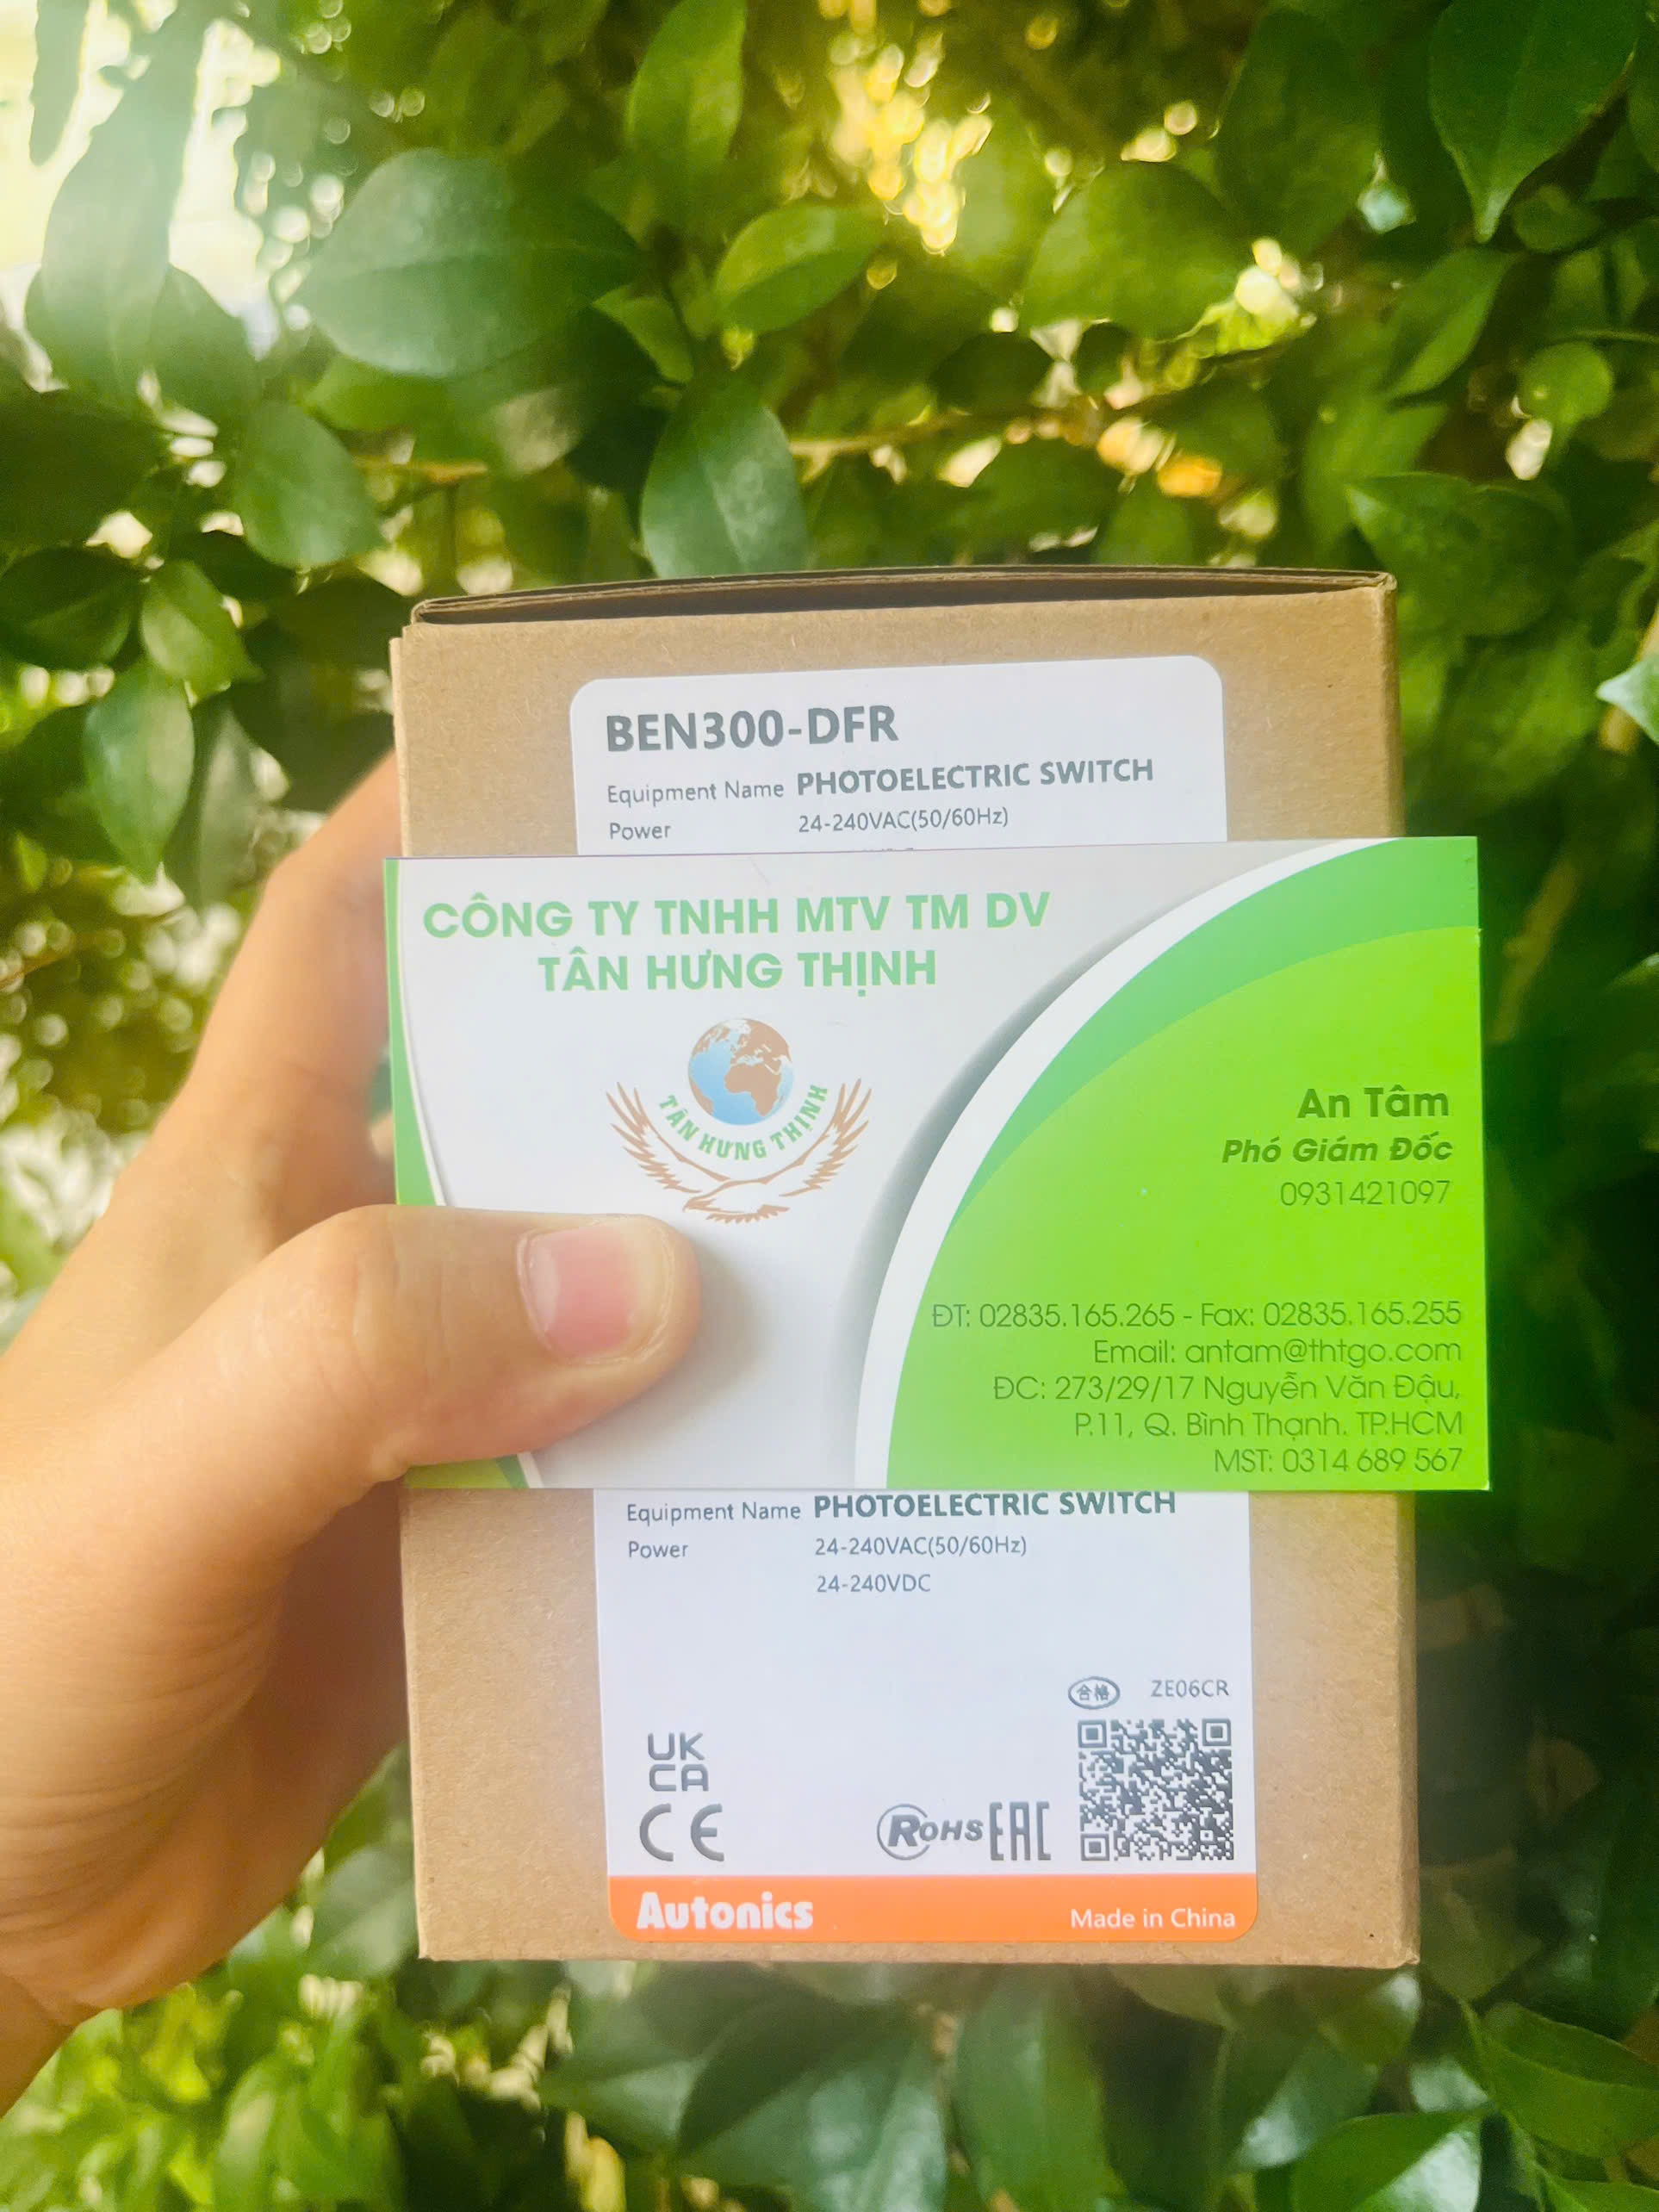 BEN300-DFR
Equipment Name PHOTOELECTRIC SWITCH
Power 24-240VAC(50/60Hz)
CÔNG TY TNHH MTV TM DV
TÂN HƯNG THỊNH
TÂN HƯNG THỊNH
An Tâm
Phó Giám Đốc
0931421097
ĐT: 02835.165.265 - Fax: 02835.165.255
Email: antam@thtgo.com
ĐC: 273/29/17 Nguyễn Văn Đậu,
P.11, Q. Bình Thạnh. TP.HCM
MST: 0314 689 567
Equipment Name PHOTOELECTRIC SWITCH
Power 24-240VAC(50/60Hz)
24-240VDC
合格 ZE06CR
UK
CA
CE RoHS EAC
Autonics Made in China